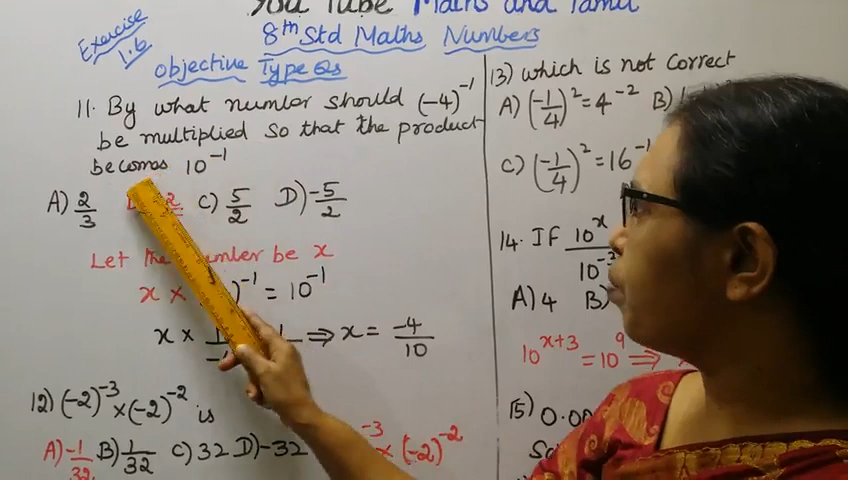 You Tube Maths and Tamil
Exercise
1.6
8th Std Maths Numbers
objective Type Qs
11. By what number should (-4)⁻¹
be multiplied so that the product
becomes 10⁻¹
A) 2/3 C) 5/2 D) -5/2
Let the number be x
x × )⁻¹ = 10⁻¹
x × ⇒ x = -4/10
12) (-2)⁻³ × (-2)⁻² is
A) -1/32 B) 1/32 C) 32 D) -32
⁻³ × (-2)⁻²
13) which is not correct
A) (-1/4)² = 4⁻² B)
C) (-1/4)² = 16⁻¹
14. If 10ˣ/10⁻³
A) 4 B)
10ˣ⁺³ = 10⁹ ⇒
15) 0.00